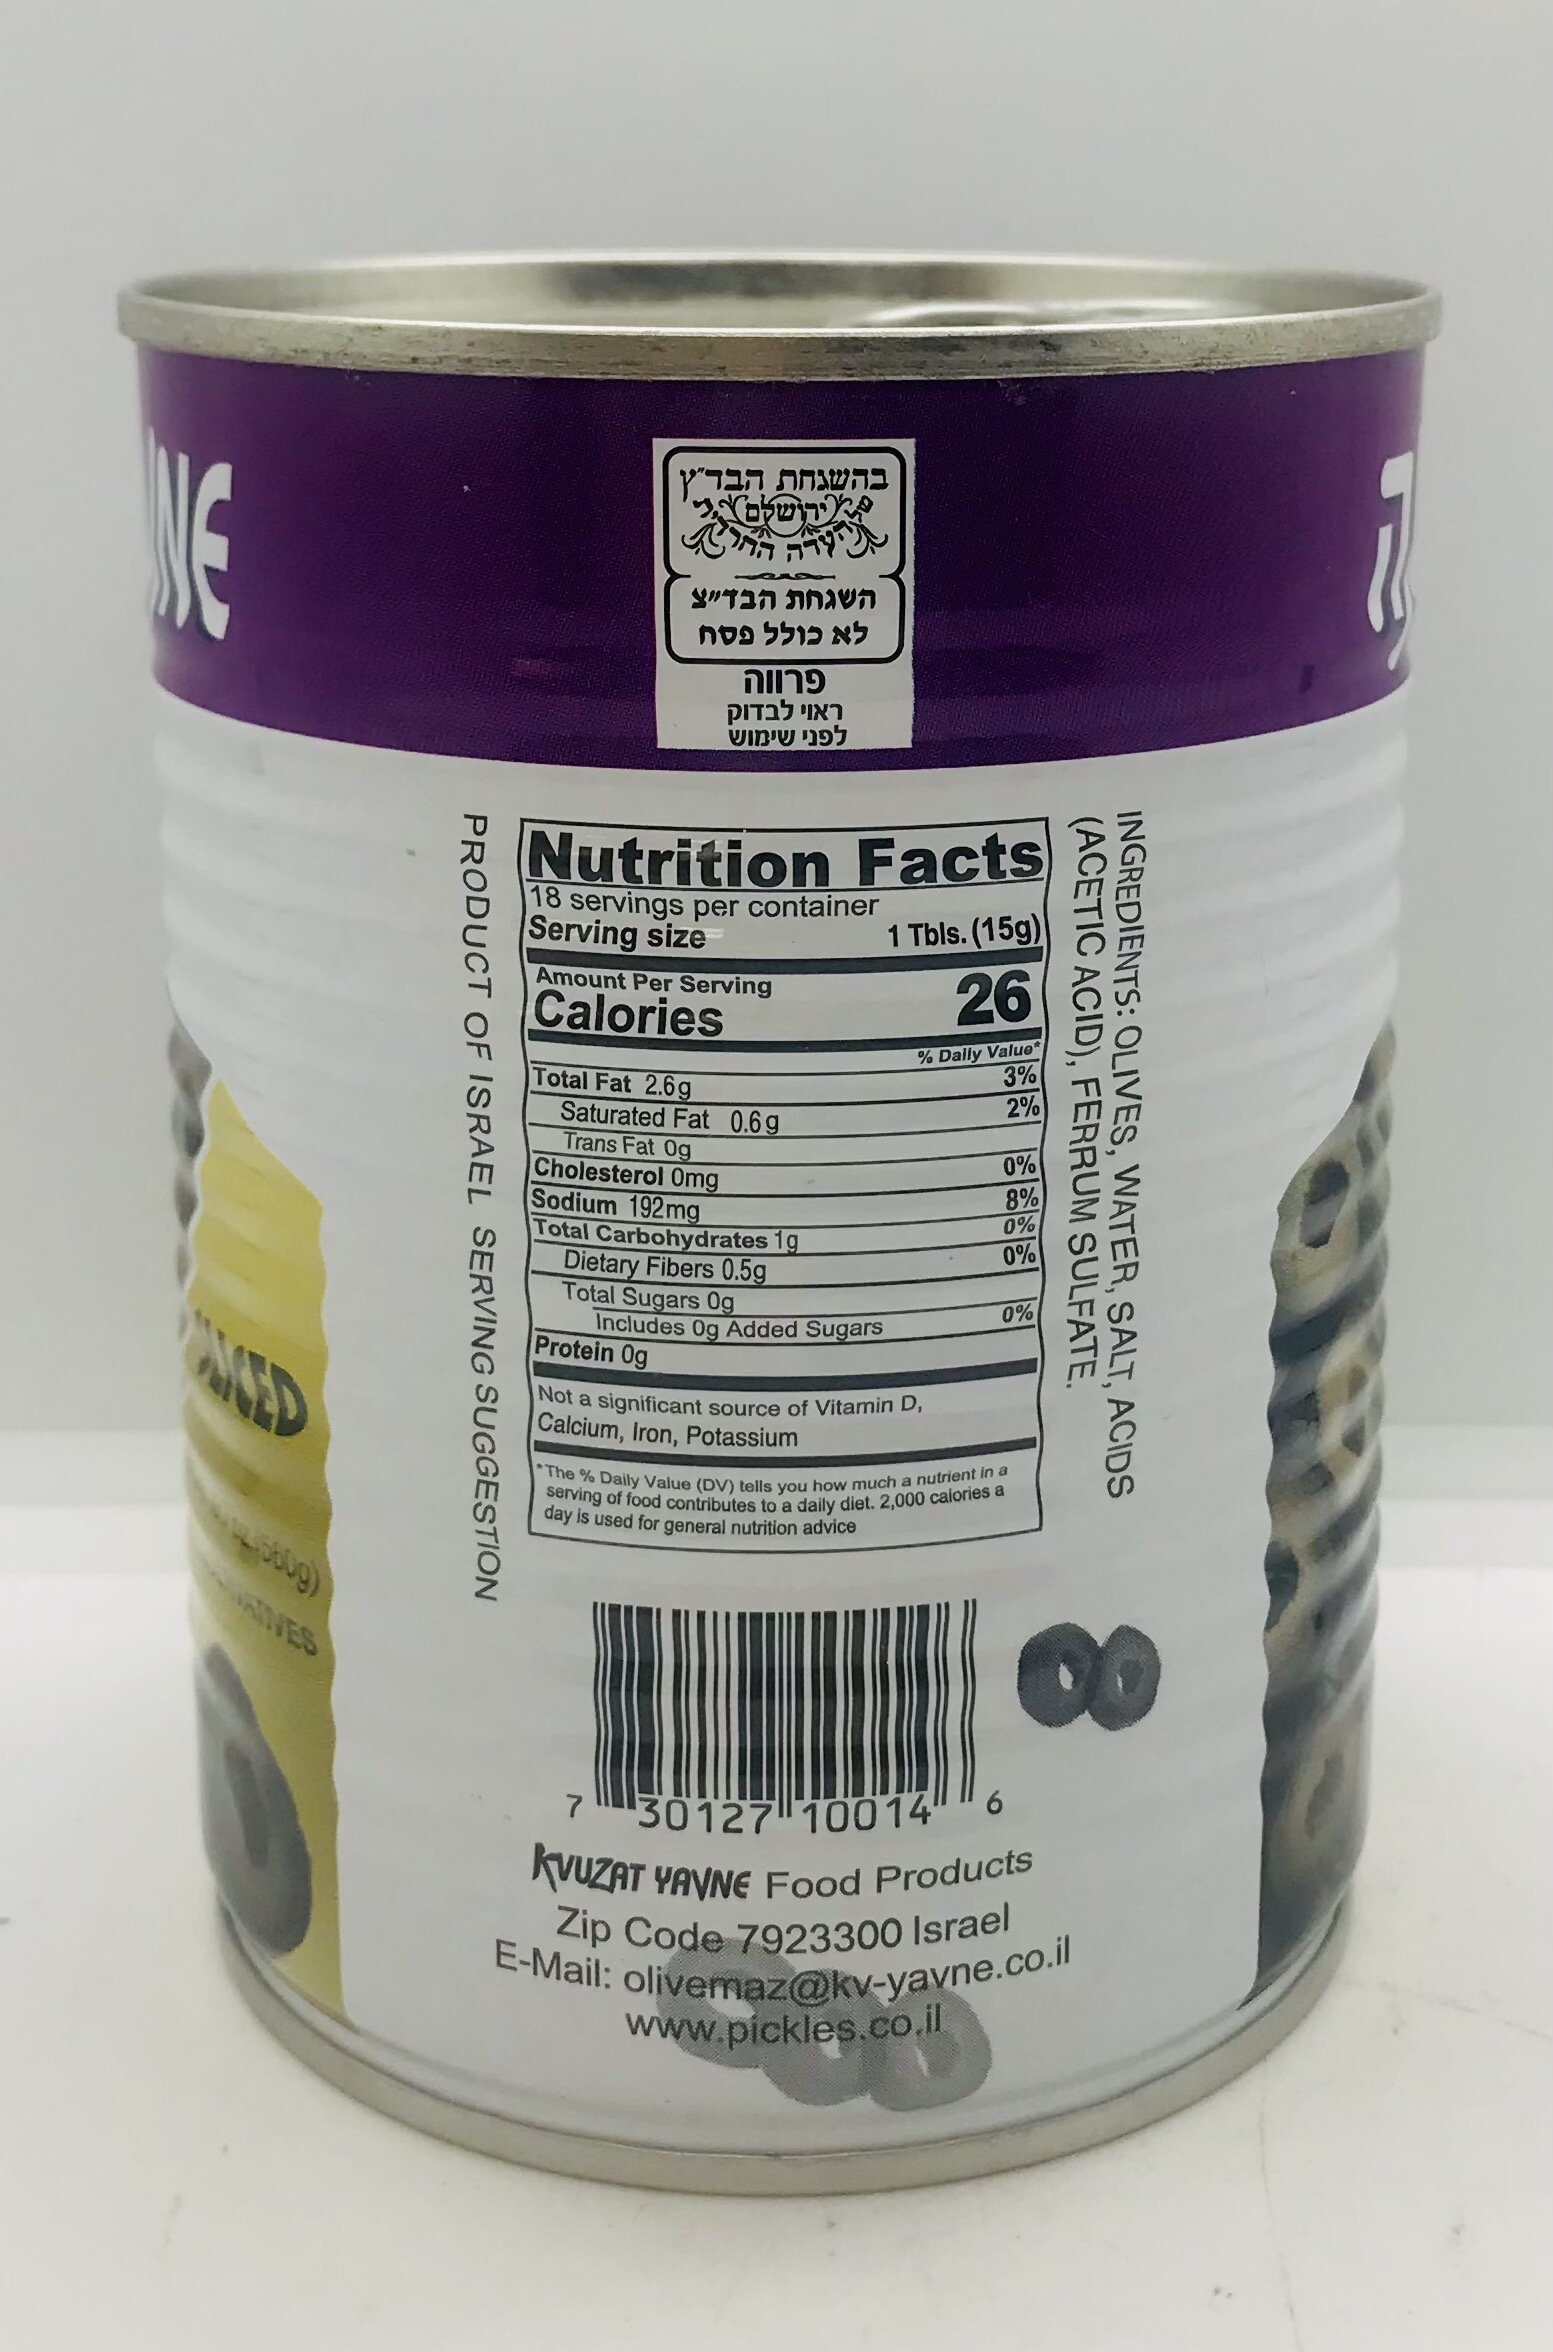 בהשגחת הבד"ץ
ירושלם
העדה החרדית
השגחת הבד"צ
לא כולל פסח
פרווה
ראוי לבדוק
לפני שימוש
PRODUCT OF ISRAEL SERVING SUGGESTION
Nutrition Facts
18 servings per container
Serving size 1 Tbls. (15g)
Amount Per Serving
Calories 26
% Daily Value*
Total Fat 2.6g 3%
Saturated Fat 0.6g 2%
Trans Fat 0g
Cholesterol 0mg 0%
Sodium 192mg 8%
Total Carbohydrates 1g 0%
Dietary Fibers 0.5g 0%
Total Sugars 0g
Includes 0g Added Sugars 0%
Protein 0g
Not a significant source of Vitamin D,
Calcium, Iron, Potassium
*The % Daily Value (DV) tells you how much a nutrient in a
serving of food contributes to a daily diet. 2,000 calories a
day is used for general nutrition advice
INGREDIENTS: OLIVES, WATER, SALT, ACIDS
(ACETIC ACID), FERRUM SULFATE.
SLICED
7 30127 10014 6
KVUZAT YAVNE Food Products
Zip Code 7923300 Israel
E-Mail: olivemaz@kv-yavne.co.il
www.pickles.co.il